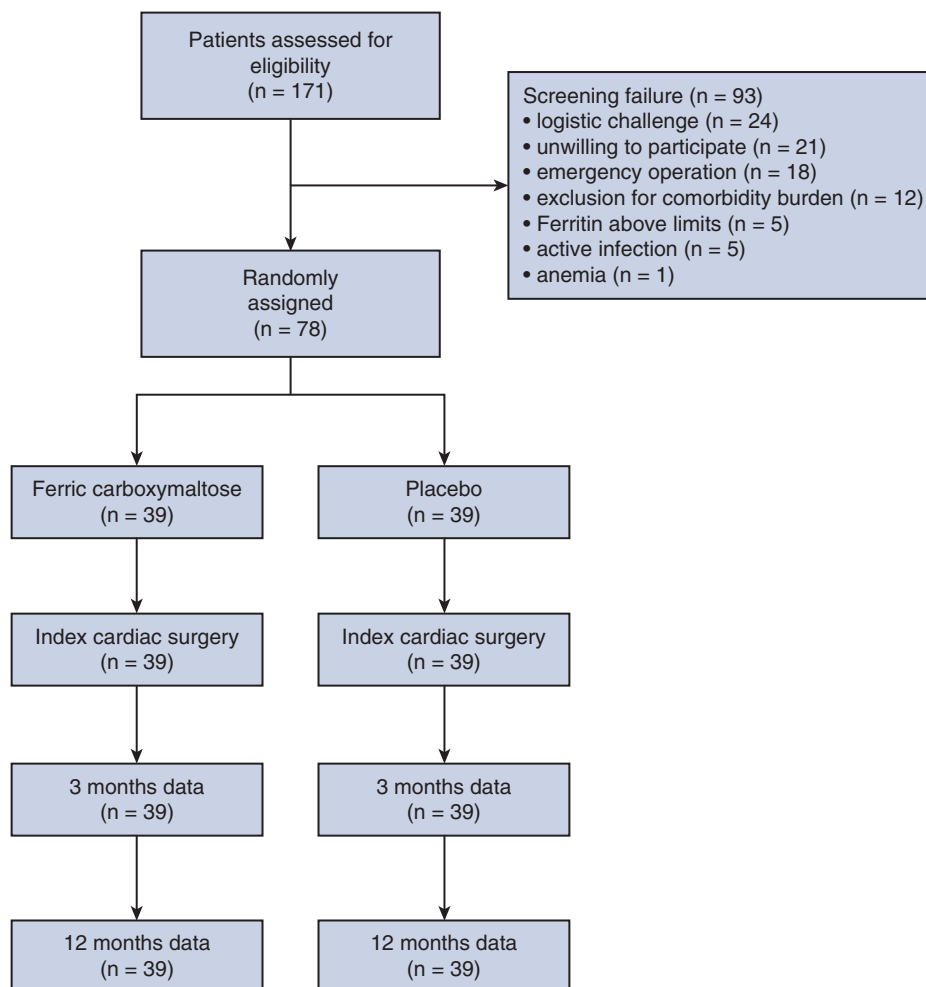 Patients assessed for
eligibility
(n = 171)
Screening failure (n = 93)
• logistic challenge (n = 24)
• unwilling to participate (n = 21)
• emergency operation (n = 18)
• exclusion for comorbidity burden (n = 12)
• Ferritin above limits (n = 5)
• active infection (n = 5)
• anemia (n = 1)
Randomly
assigned
(n = 78)
Ferric carboxymaltose
(n = 39)
Placebo
(n = 39)
Index cardiac surgery
(n = 39)
Index cardiac surgery
(n = 39)
3 months data
(n = 39)
3 months data
(n = 39)
12 months data
(n = 39)
12 months data
(n = 39)